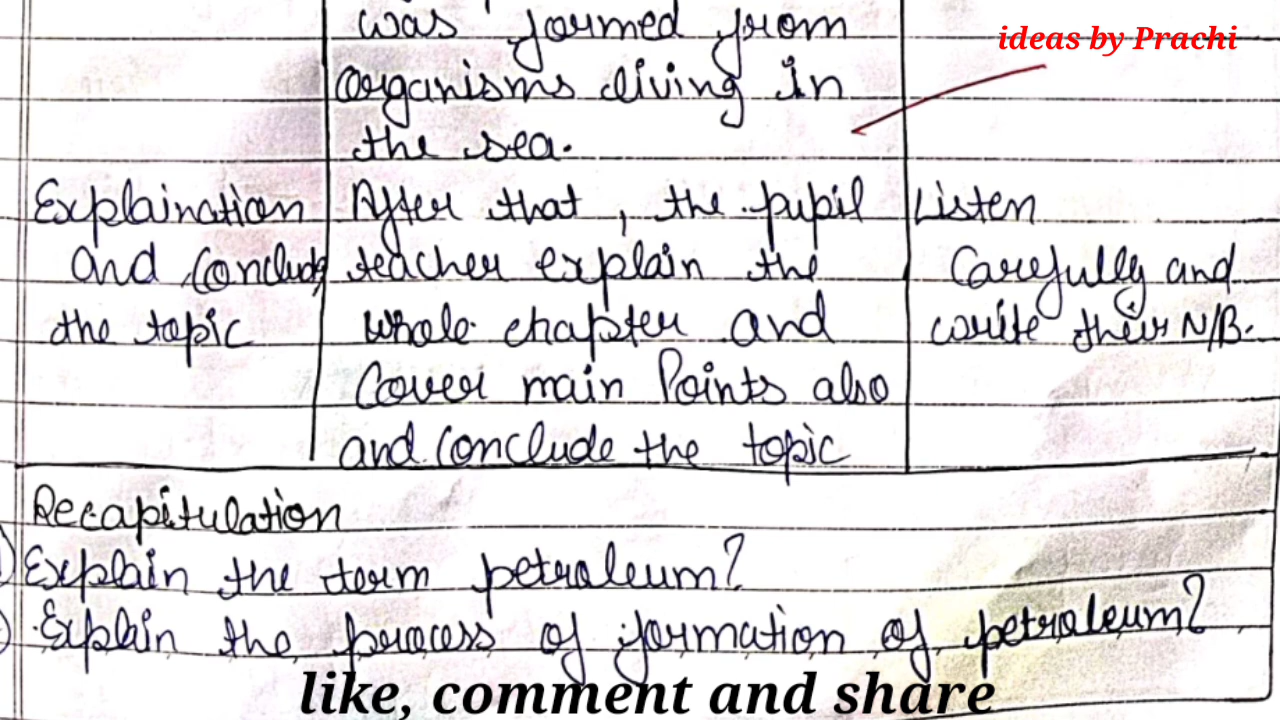 was formed from
ideas by Prachi
organisms living in
the sea.
Explaination
and conclude
the topic
After that, the pupil
teacher explain the
whole chapter and
Cover main Points also
and conclude the topic
Listen
Carefully and
write their N/B.
Recapitulation
Explain the term petroleum?
Explain the process of formation of petroleum?
like, comment and share